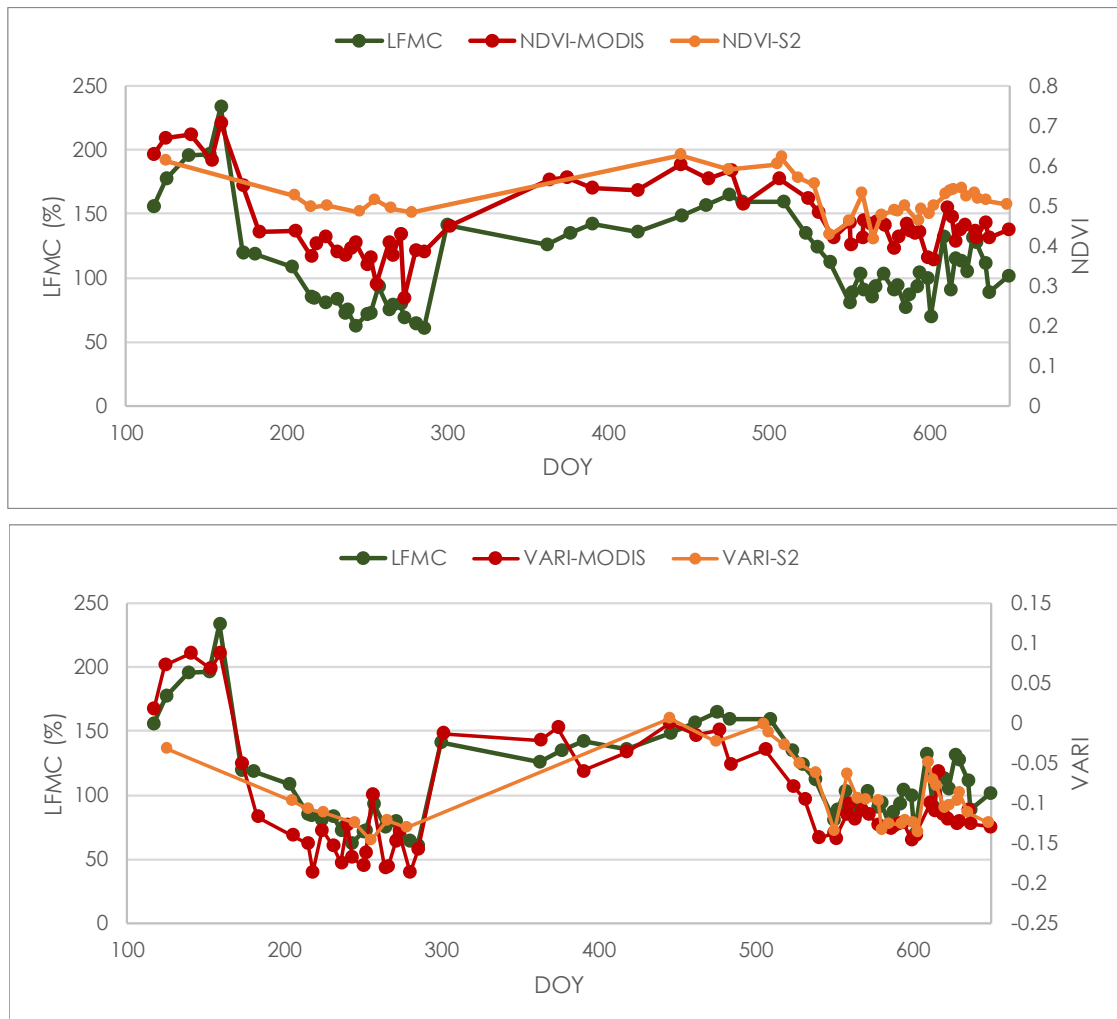 LFMC NDVI-MODIS NDVI-S2
250 0.8
0.7
200 0.6
150 0.5
0.4
100 0.3
50 0.2
0.1
0 0
100 200 300 400 500 600
LFMC (%)
NDVI
DOY
LFMC VARI-MODIS VARI-S2
250 0.15
0.1
200 0.05
150 0
-0.05
100 -0.1
50 -0.15
-0.2
0 -0.25
100 200 300 400 500 600
LFMC (%)
VARI
DOY